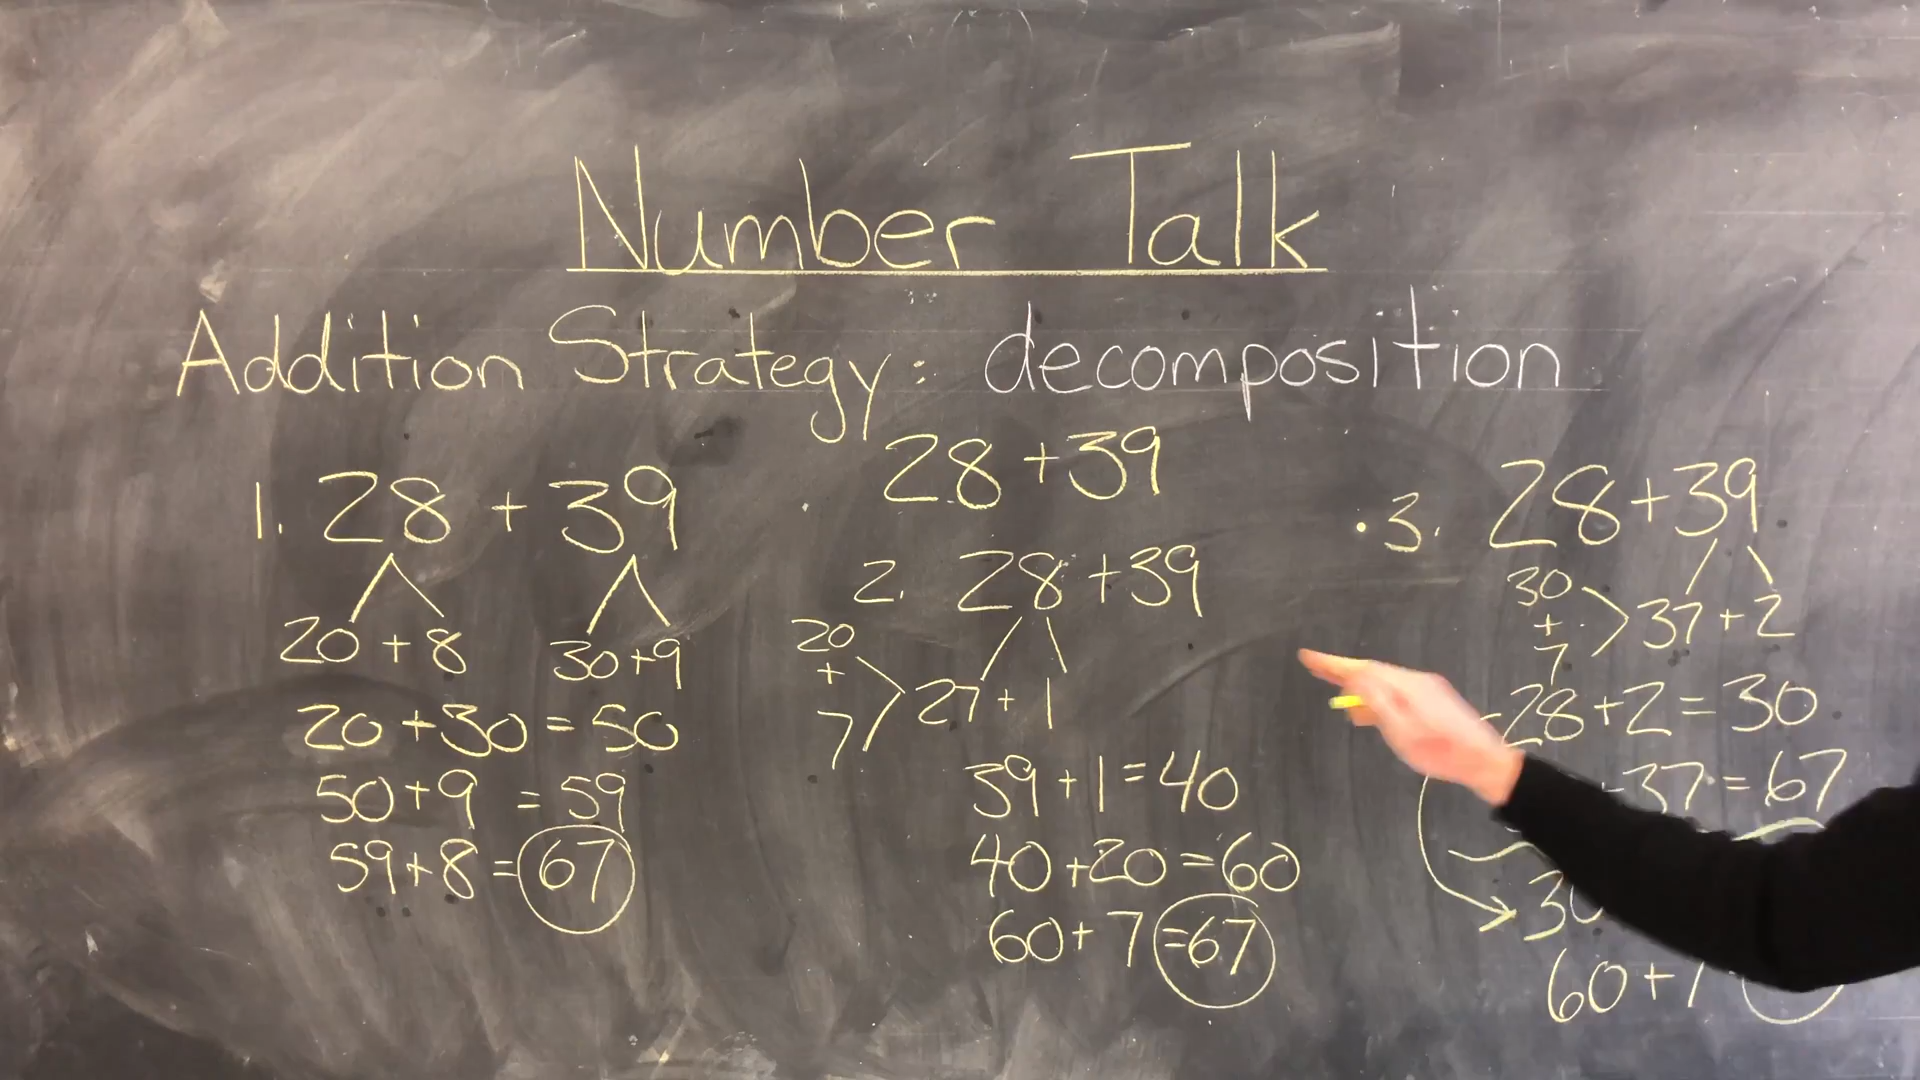 Number Talk
Addition Strategy: decomposition
28+39
1. 28 + 39
20 + 8
30+9
20 + 30 = 50
50+9 = 59
59+8 = 67
2. 28 +39
20
+
7
27 + 1
39+1=40
40+20=60
60+7=67
3. 28+39
30
+
7
37+2
28+2=30
37=67
60+